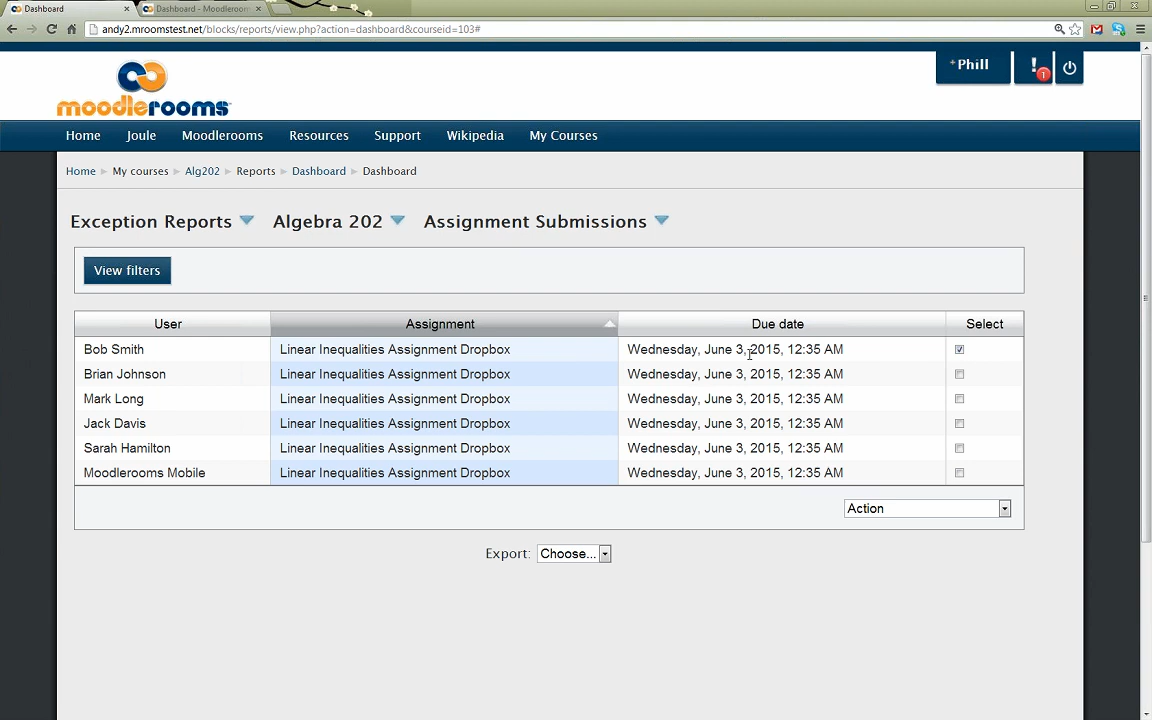 Dashboard
Dashboard - Moodleroom
andy2.mroomstest.net/blocks/reports/view.php?action=dashboard&courseid=103#
moodlerooms™
*Phill
! 1
Home Joule Moodlerooms Resources Support Wikipedia My Courses
Home ► My courses ► Alg202 ► Reports ► Dashboard ► Dashboard
Exception Reports Algebra 202 Assignment Submissions
View filters
User Assignment Due date Select
Bob Smith Linear Inequalities Assignment Dropbox Wednesday, June 3, 2015, 12:35 AM
Brian Johnson Linear Inequalities Assignment Dropbox Wednesday, June 3, 2015, 12:35 AM
Mark Long Linear Inequalities Assignment Dropbox Wednesday, June 3, 2015, 12:35 AM
Jack Davis Linear Inequalities Assignment Dropbox Wednesday, June 3, 2015, 12:35 AM
Sarah Hamilton Linear Inequalities Assignment Dropbox Wednesday, June 3, 2015, 12:35 AM
Moodlerooms Mobile Linear Inequalities Assignment Dropbox Wednesday, June 3, 2015, 12:35 AM
Action
Export: Choose...